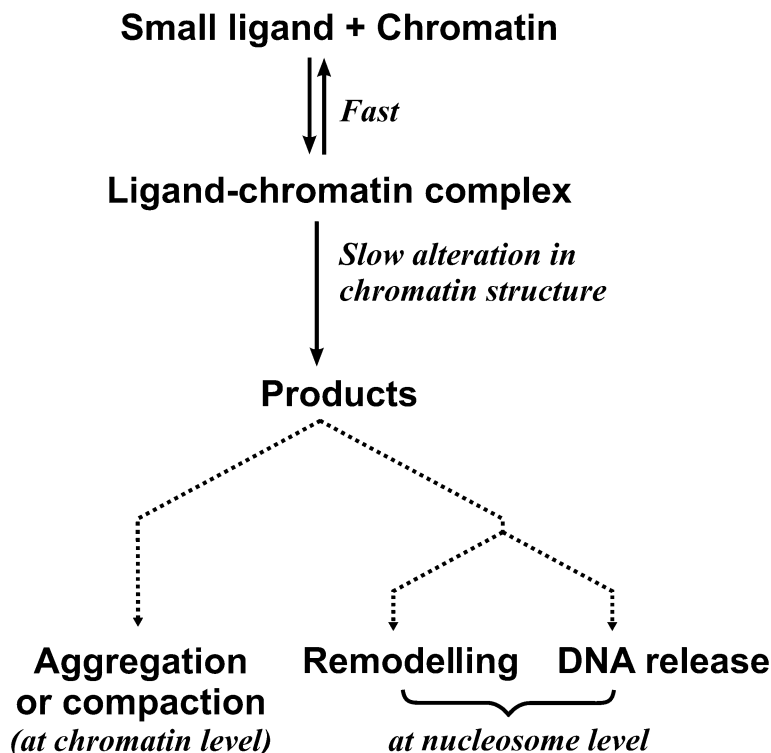 Small ligand + Chromatin
Fast
Ligand-chromatin complex
Slow alteration in
chromatin structure
Products
Aggregation
or compaction
(at chromatin level)
Remodelling
DNA release
at nucleosome level